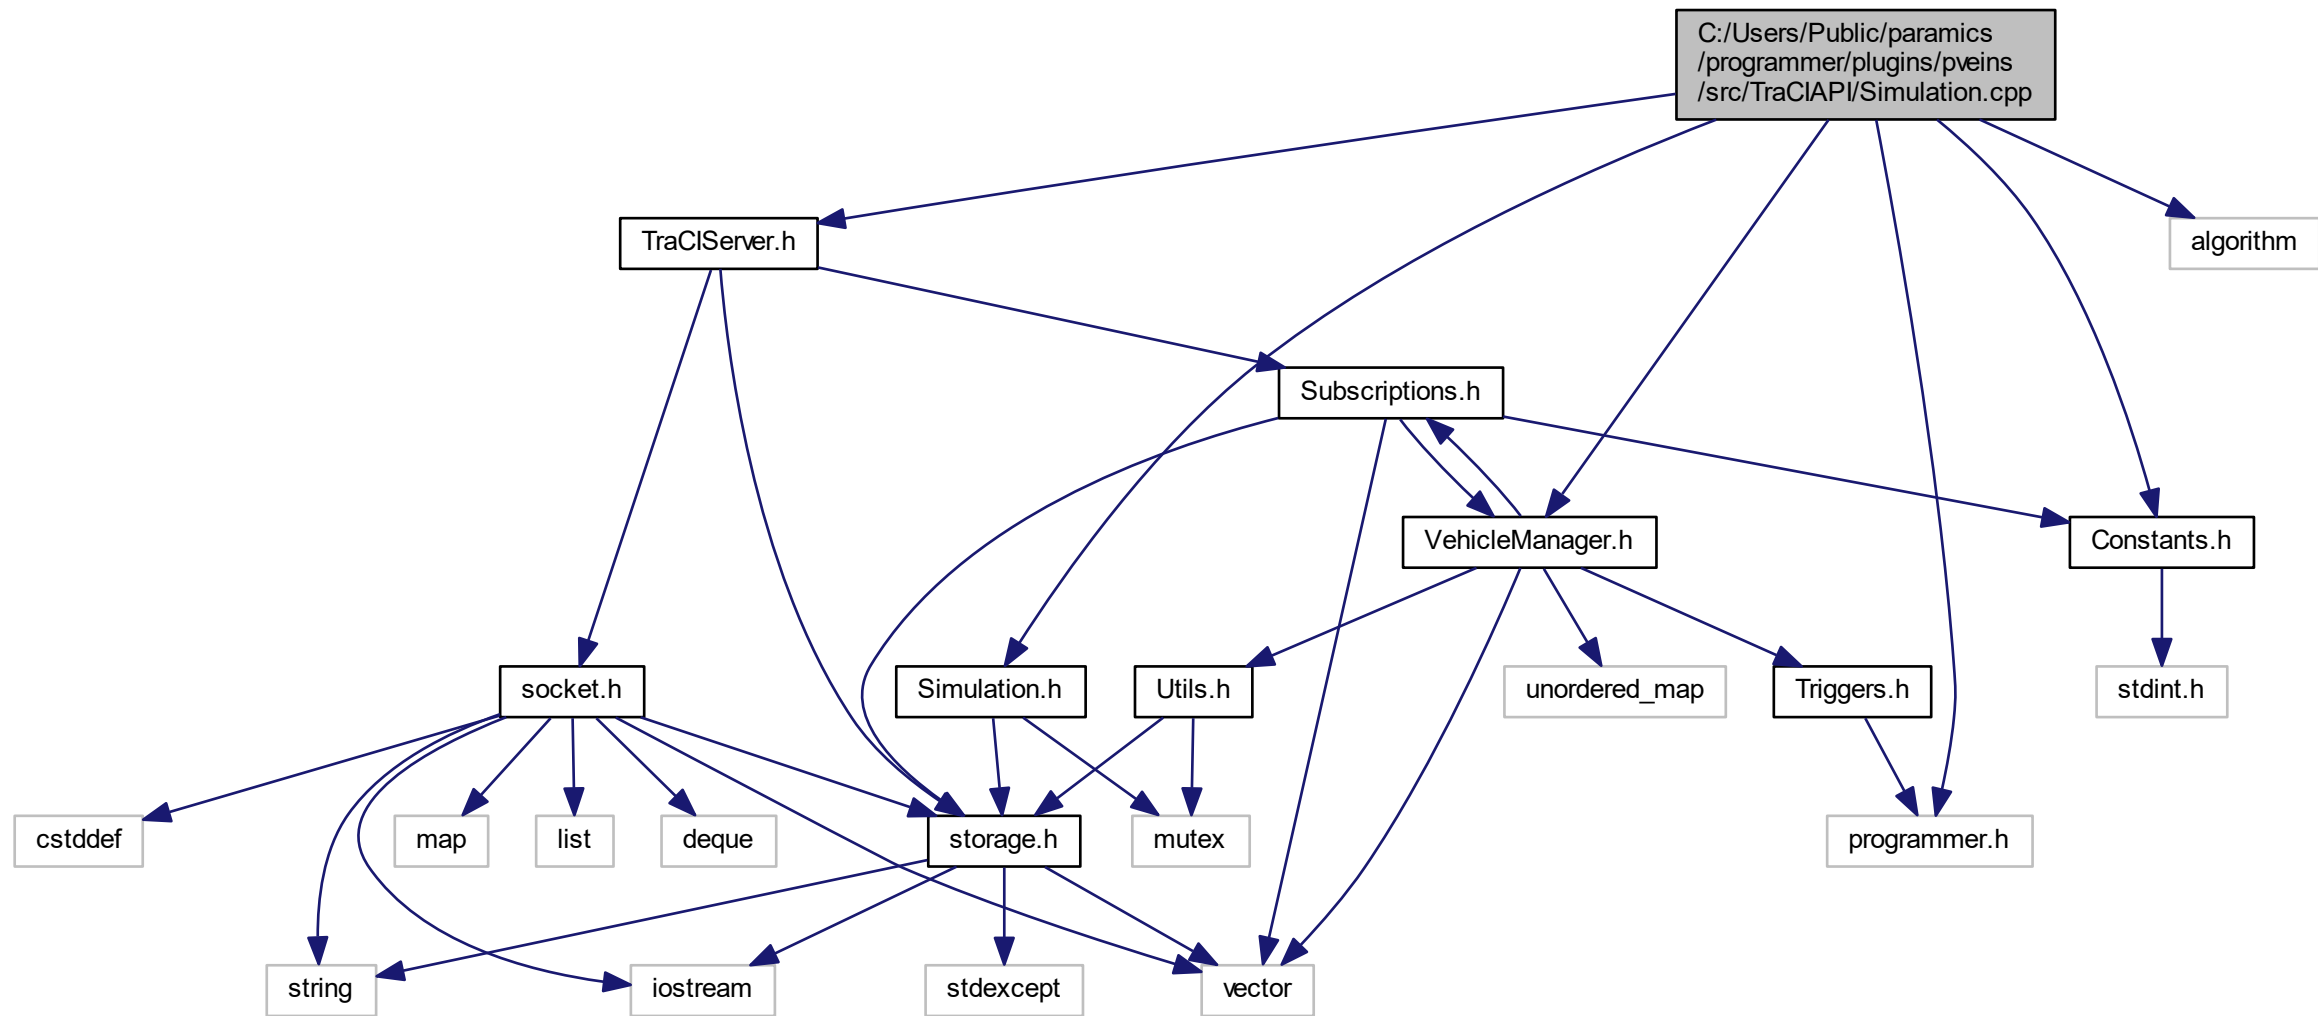 C:/Users/Public/paramics
/programmer/plugins/pveins
/src/TraCIAPI/Simulation.cpp
TraCIServer.h
algorithm
Subscriptions.h
VehicleManager.h
Constants.h
socket.h
Simulation.h
Utils.h
unordered_map
Triggers.h
stdint.h
cstddef
map
list
deque
storage.h
mutex
programmer.h
string
iostream
stdexcept
vector